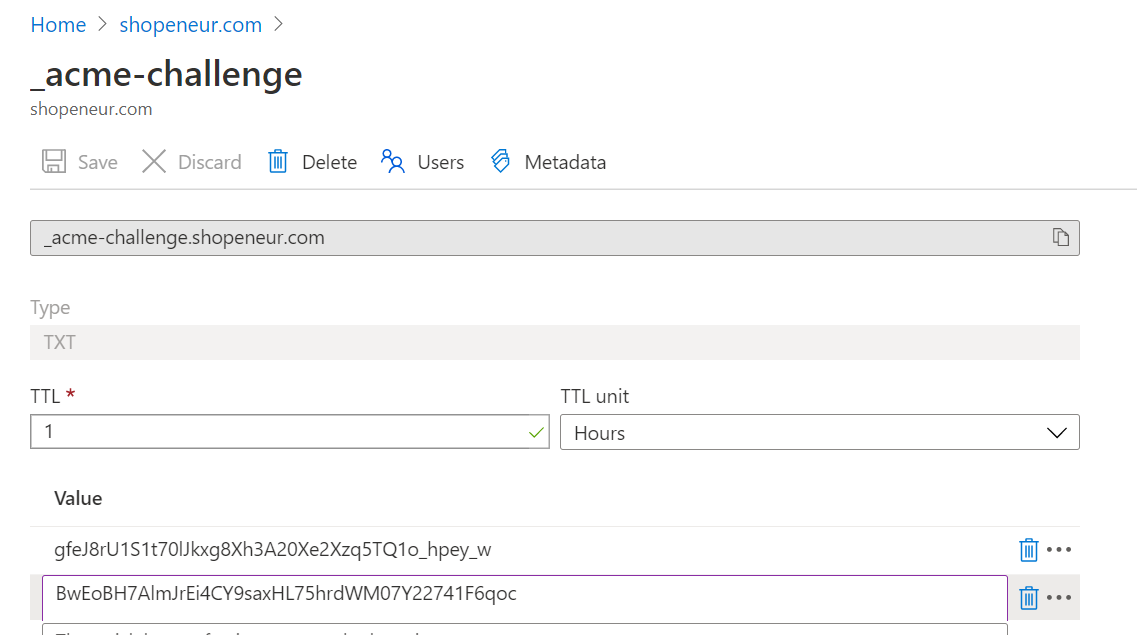 Home > shopeneur.com >
_acme-challenge
shopeneur.com
Save Discard Delete Users Metadata
_acme-challenge.shopeneur.com
Type
TXT
TTL * TTL unit
1 Hours
Value
gfeJ8rU1S1t70lJkxg8Xh3A20Xe2Xzq5TQ1o_hpey_w
BwEoBH7AlmJrEi4CY9saxHL75hrdWM07Y22741F6qoc